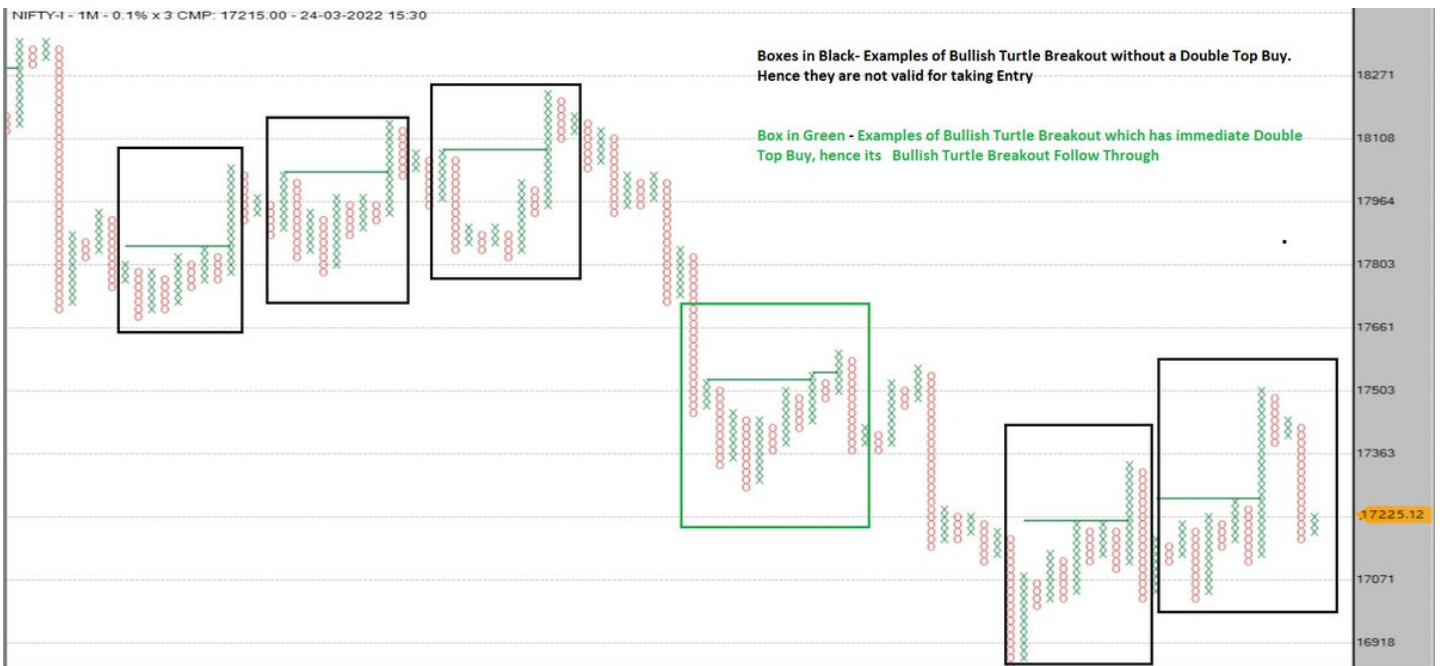 NIFTY-I - 1M - 0.1% x 3 CMP: 17215.00 - 24-03-2022 15:30
Boxes in Black- Examples of Bullish Turtle Breakout without a Double Top Buy.
Hence they are not valid for taking Entry
Box in Green - Examples of Bullish Turtle Breakout which has immediate Double
Top Buy, hence its Bullish Turtle Breakout Follow Through
18271
18108
17964
17803
17661
17503
17363
17225.12
17071
16918